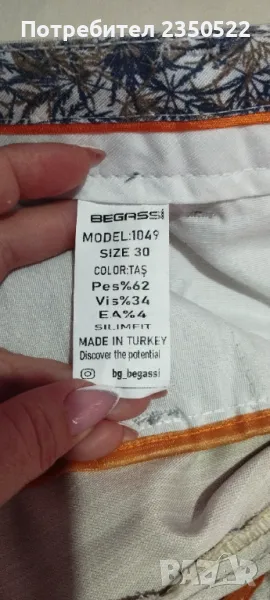 Потребител 2350522
BEGASSi
MODEL:1049
SIZE 30
COLOR:TAŞ
Pes%62
Vis%34
EA%4
SLIMFIT
MADE IN TURKEY
Discover the potential
bg_begassi
BAZAR